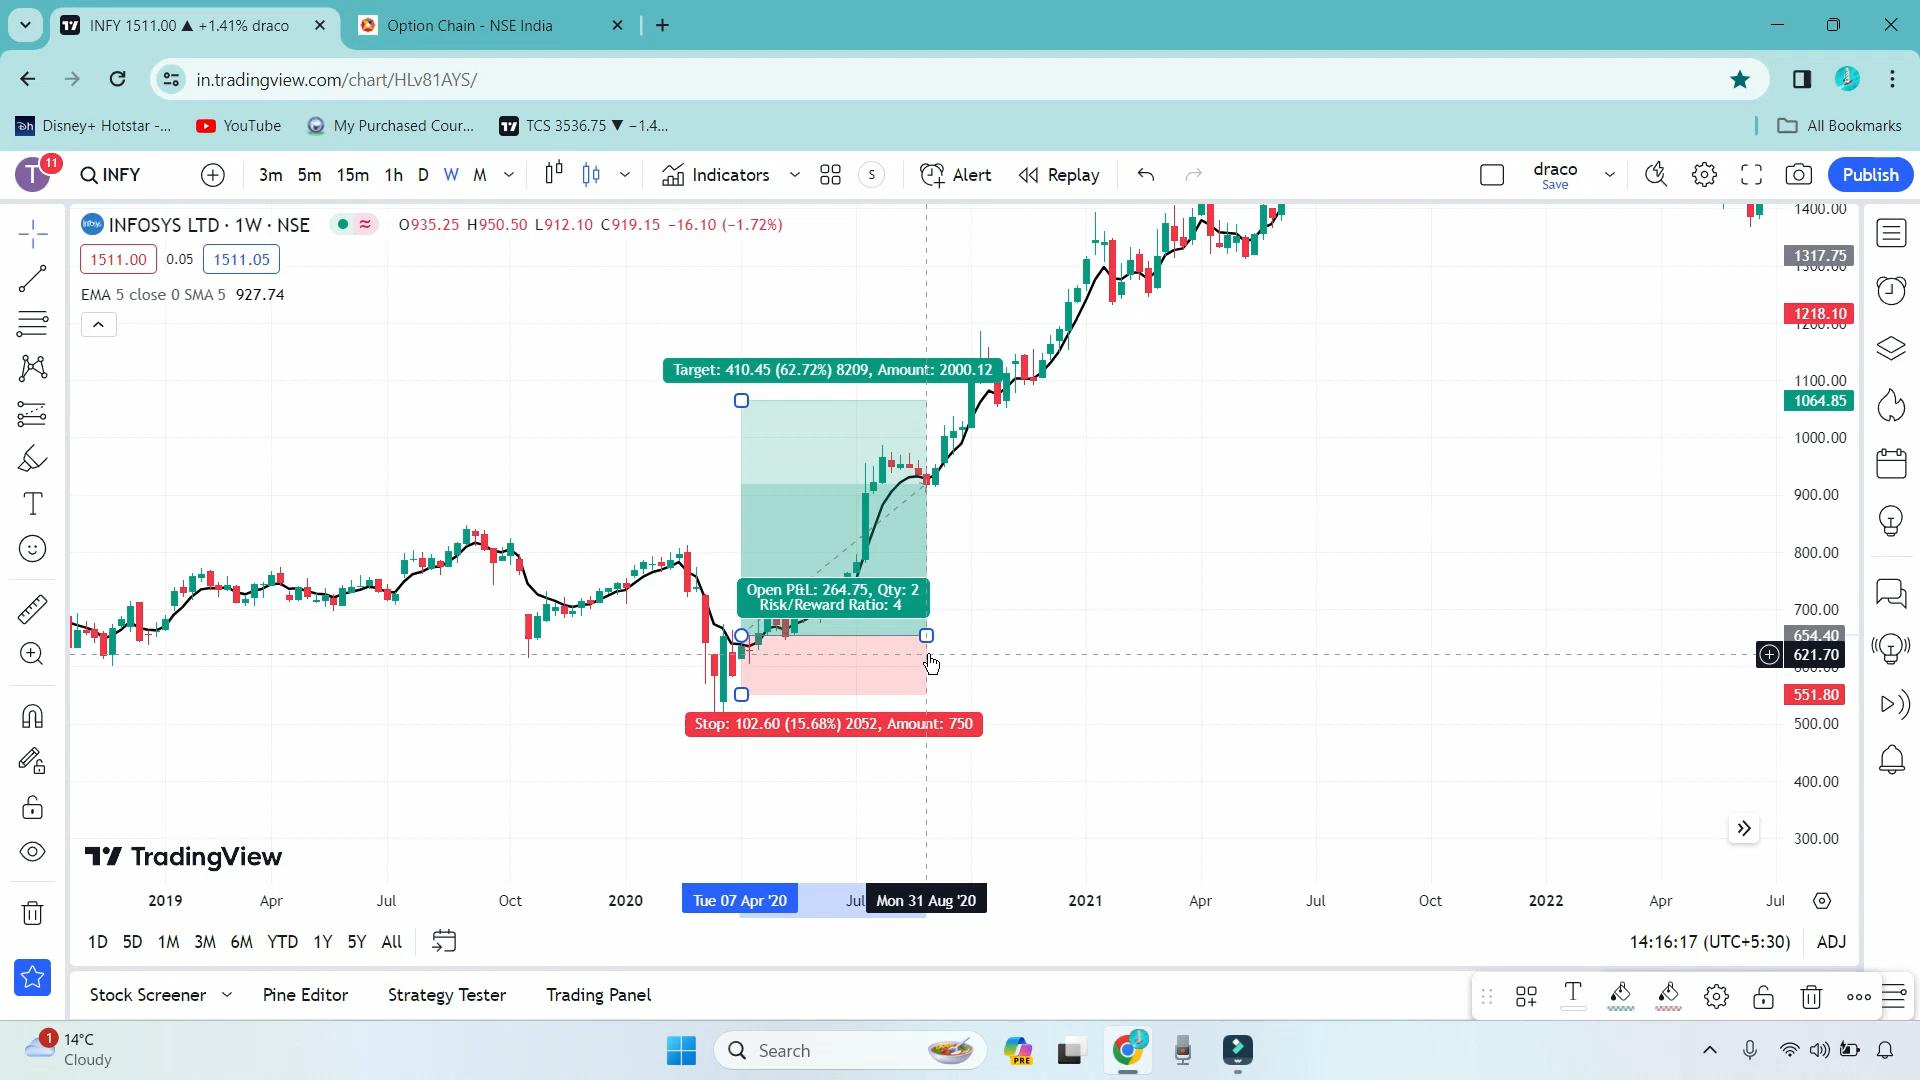 INFY 1511.00 ▲ +1.41% draco
Option Chain - NSE India
in.tradingview.com/chart/HLv81AYS/
Disney+ Hotstar -...
YouTube
My Purchased Cour...
TCS 3536.75 ▼ −1.4...
All Bookmarks
T
11
INFY
3m 5m 15m 1h D W M
Indicators
S
Alert
Replay
draco
Save
Publish
INFOSYS LTD · 1W · NSE
O935.25 H950.50 L912.10 C919.15 −16.10 (−1.72%)
1511.00 0.05 1511.05
EMA 5 close 0 SMA 5 927.74
1400.00
1317.75
1300.00
1218.10
1200.00
1100.00
1064.85
1000.00
900.00
800.00
700.00
654.40
621.70
600.00
551.80
500.00
400.00
300.00
Target: 410.45 (62.72%) 8209, Amount: 2000.12
Open P&L: 264.75, Qty: 2
Risk/Reward Ratio: 4
Stop: 102.60 (15.68%) 2052, Amount: 750
TradingView
2019 Apr Jul Oct 2020 Tue 07 Apr '20 Jul Mon 31 Aug '20 2021 Apr Jul Oct 2022 Apr Jul
1D 5D 1M 3M 6M YTD 1Y 5Y All
14:16:17 (UTC+5:30) ADJ
Stock Screener
Pine Editor
Strategy Tester
Trading Panel
T
1
14°C
Cloudy
Search
PRE